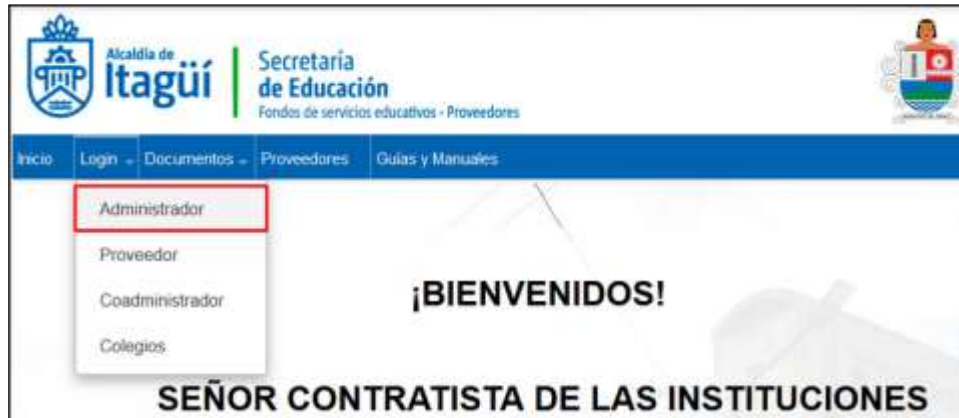 Alcaldía de
Itagüí
Secretaría
de Educación
Fondos de servicios educativos - Proveedores
Inicio Login Documentos Proveedores Guías y Manuales
Administrador
Proveedor
Coadministrador
Colegios
¡BIENVENIDOS!
SEÑOR CONTRATISTA DE LAS INSTITUCIONES